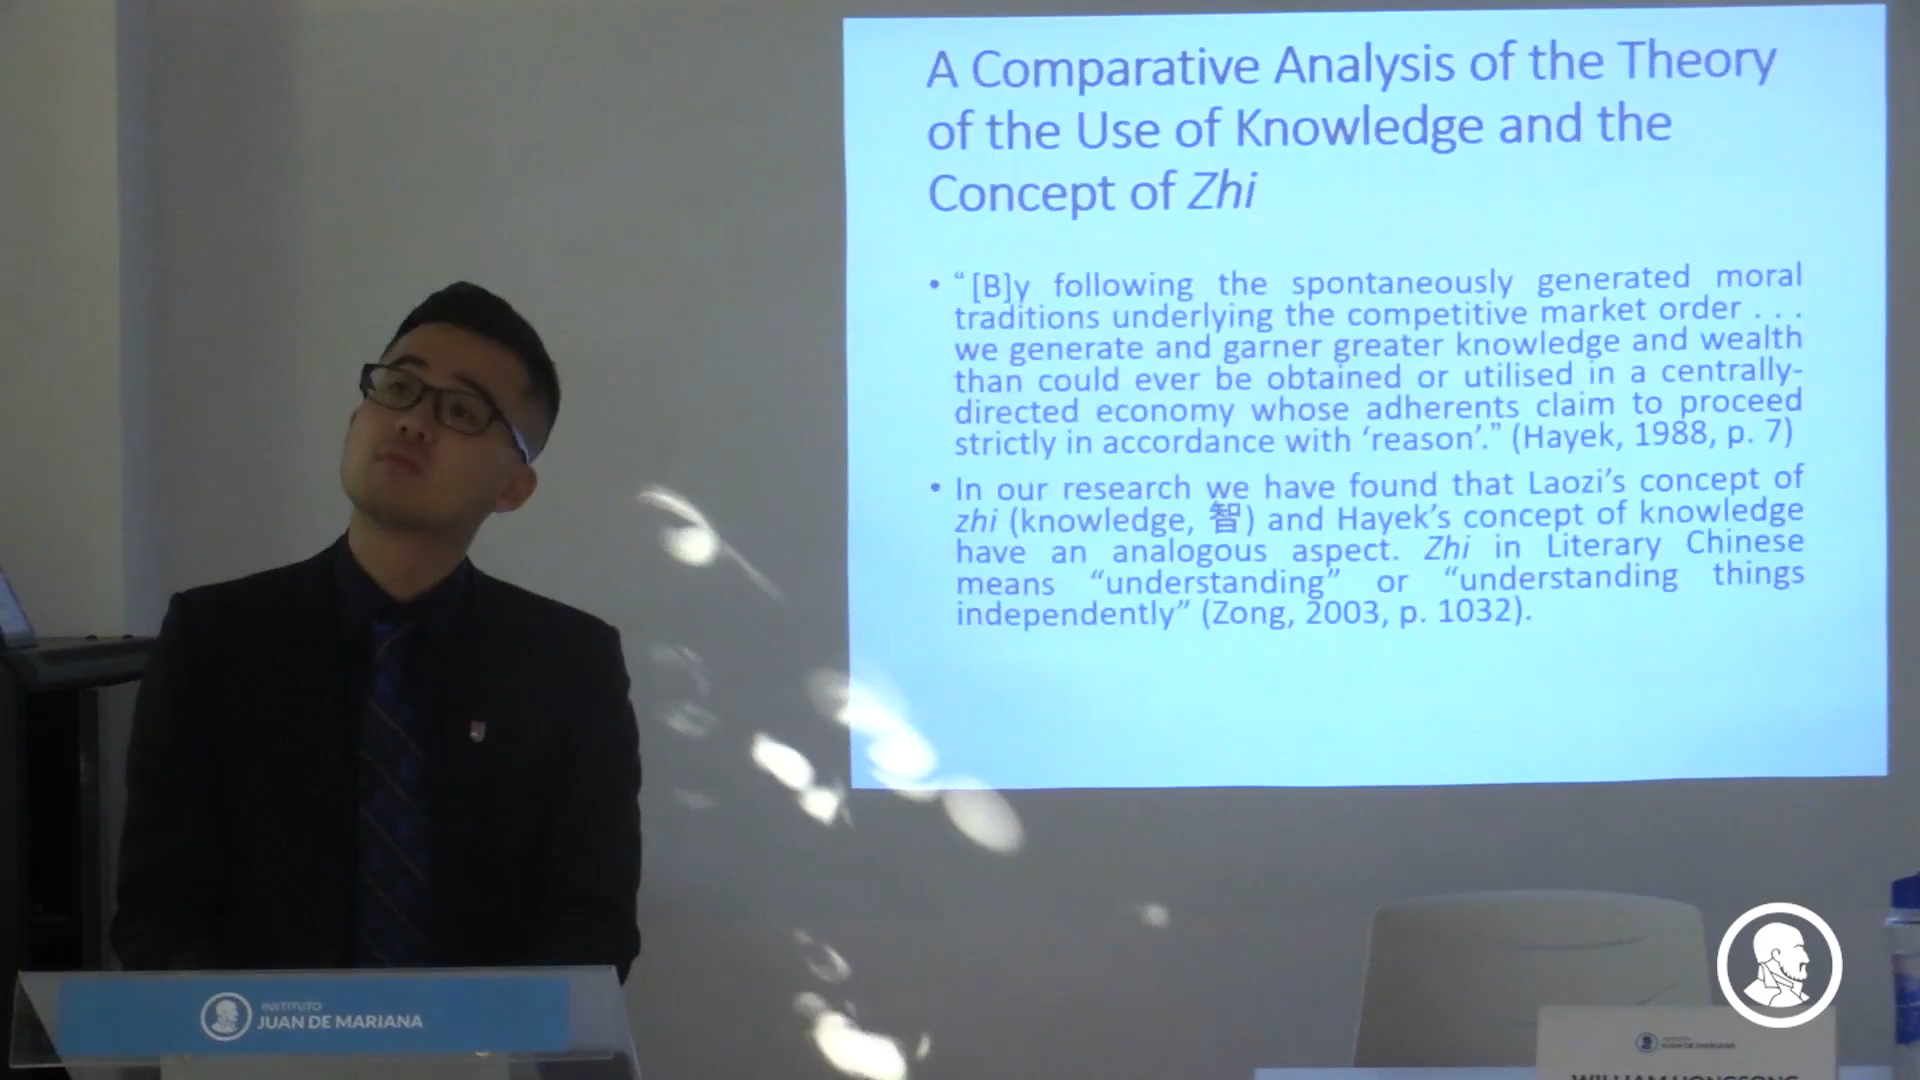 A Comparative Analysis of the Theory
of the Use of Knowledge and the
Concept of Zhi
• “[B]y following the spontaneously generated moral
traditions underlying the competitive market order . . .
we generate and garner greater knowledge and wealth
than could ever be obtained or utilised in a centrally-
directed economy whose adherents claim to proceed
strictly in accordance with ‘reason’.” (Hayek, 1988, p. 7)
• In our research we have found that Laozi’s concept of
zhi (knowledge, 智) and Hayek’s concept of knowledge
have an analogous aspect. Zhi in Literary Chinese
means “understanding” or “understanding things
independently” (Zong, 2003, p. 1032).
INSTITUTO
JUAN DE MARIANA
JUAN DE MARIANA
WILLIAM HONGSONG